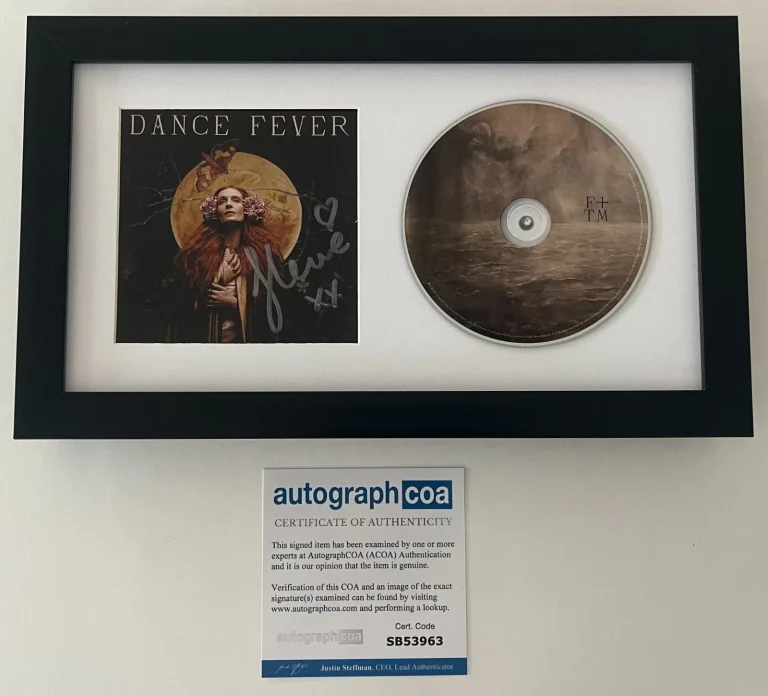 DANCE FEVER
Florence
xx
F+
TM
autographcoa
CERTIFICATE OF AUTHENTICITY
This signed item has been examined by one or more
experts at AutographCOA (ACOA) Authentication
and it is our opinion that the item is genuine.
Verification of this COA and an image of the exact
signature(s) examined can be found by visiting
www.autographcoa.com and performing a lookup.
autographcoa
Cert. Code
SB53963
Justin Steffman, CEO, Lead Authenticator